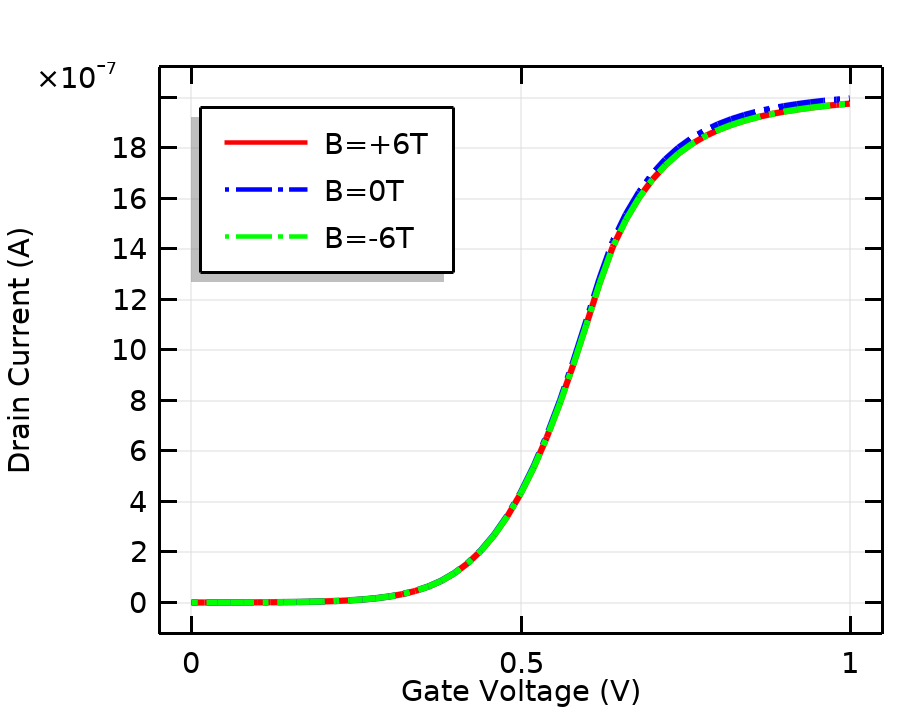 ×10⁻⁷
B=+6T
B=0T
B=-6T
18
16
14
12
10
8
6
4
2
0
Drain Current (A)
0 0.5 1
Gate Voltage (V)